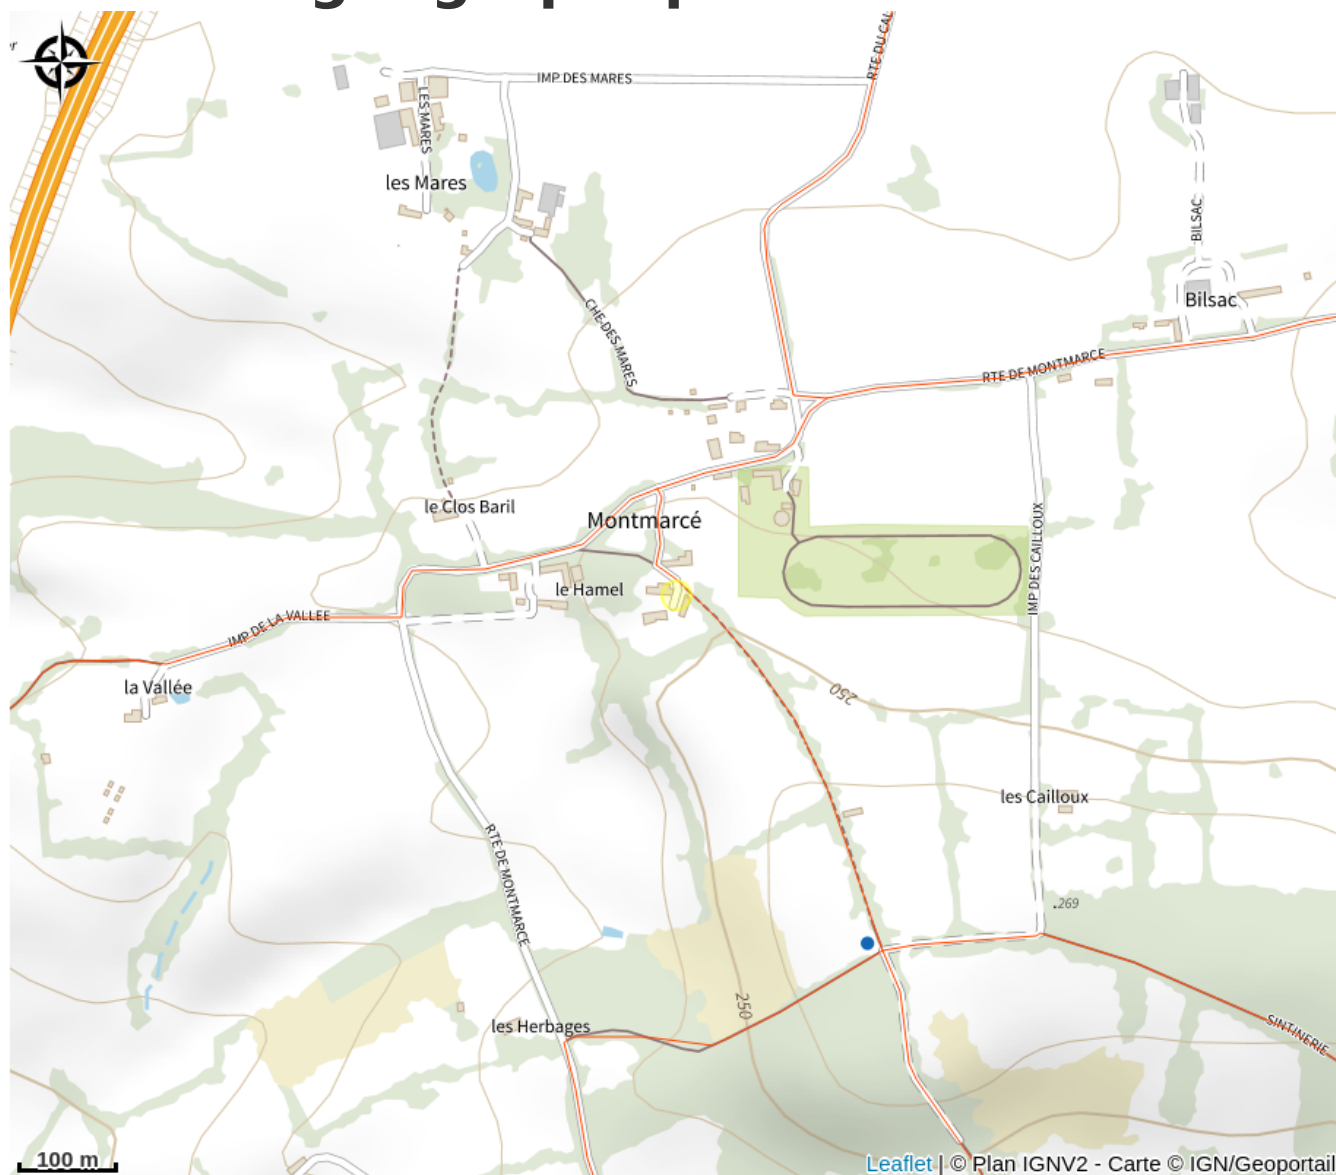 RTE DU CAL
IMP DES MARES
LES MARES
les Mares
BILSAC
Bilsac
CHE DES MARES
RTE DE MONTMARCE
le Clos Baril
Montmarcé
IMP DES CAILLOUX
le Hamel
IMP DE LA VALLEE
la Vallée
250
les Cailloux
RTE DE MONTMARCE
.269
250
les Herbages
SINTINERIE
100 m
Leaflet | © Plan IGNV2 - Carte © IGN/Geoportail